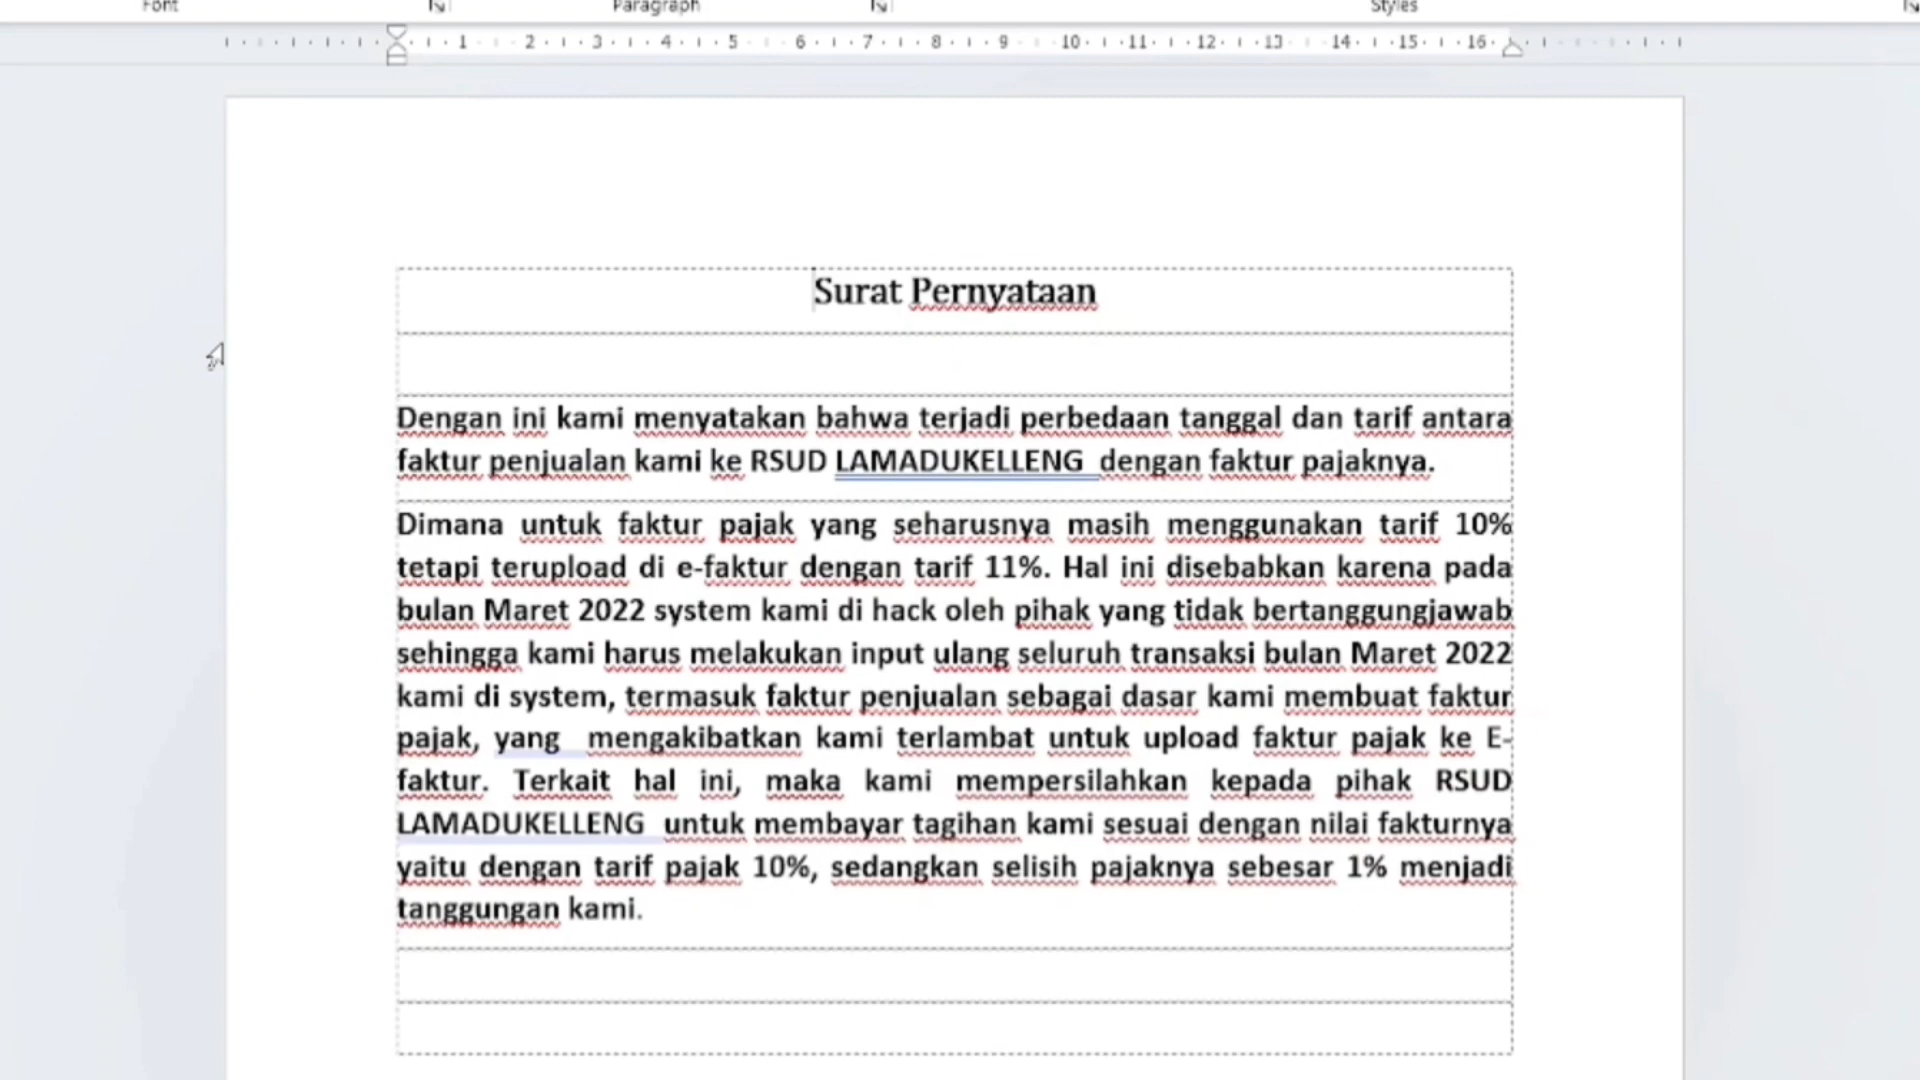 Font Paragraph Styles
1 2 3 4 5 6 7 8 9 10 11 12 13 14 15 16
Surat Pernyataan
Dengan ini kami menyatakan bahwa terjadi perbedaan tanggal dan tarif antara
faktur penjualan kami ke RSUD LAMADUKELLENG dengan faktur pajaknya.
Dimana untuk faktur pajak yang seharusnya masih menggunakan tarif 10%
tetapi terupload di e-faktur dengan tarif 11%. Hal ini disebabkan karena pada
bulan Maret 2022 system kami di hack oleh pihak yang tidak bertanggungjawab
sehingga kami harus melakukan input ulang seluruh transaksi bulan Maret 2022
kami di system, termasuk faktur penjualan sebagai dasar kami membuat faktur
pajak, yang mengakibatkan kami terlambat untuk upload faktur pajak ke E-
faktur. Terkait hal ini, maka kami mempersilahkan kepada pihak RSUD
LAMADUKELLENG untuk membayar tagihan kami sesuai dengan nilai fakturnya
yaitu dengan tarif pajak 10%, sedangkan selisih pajaknya sebesar 1% menjadi
tanggungan kami.